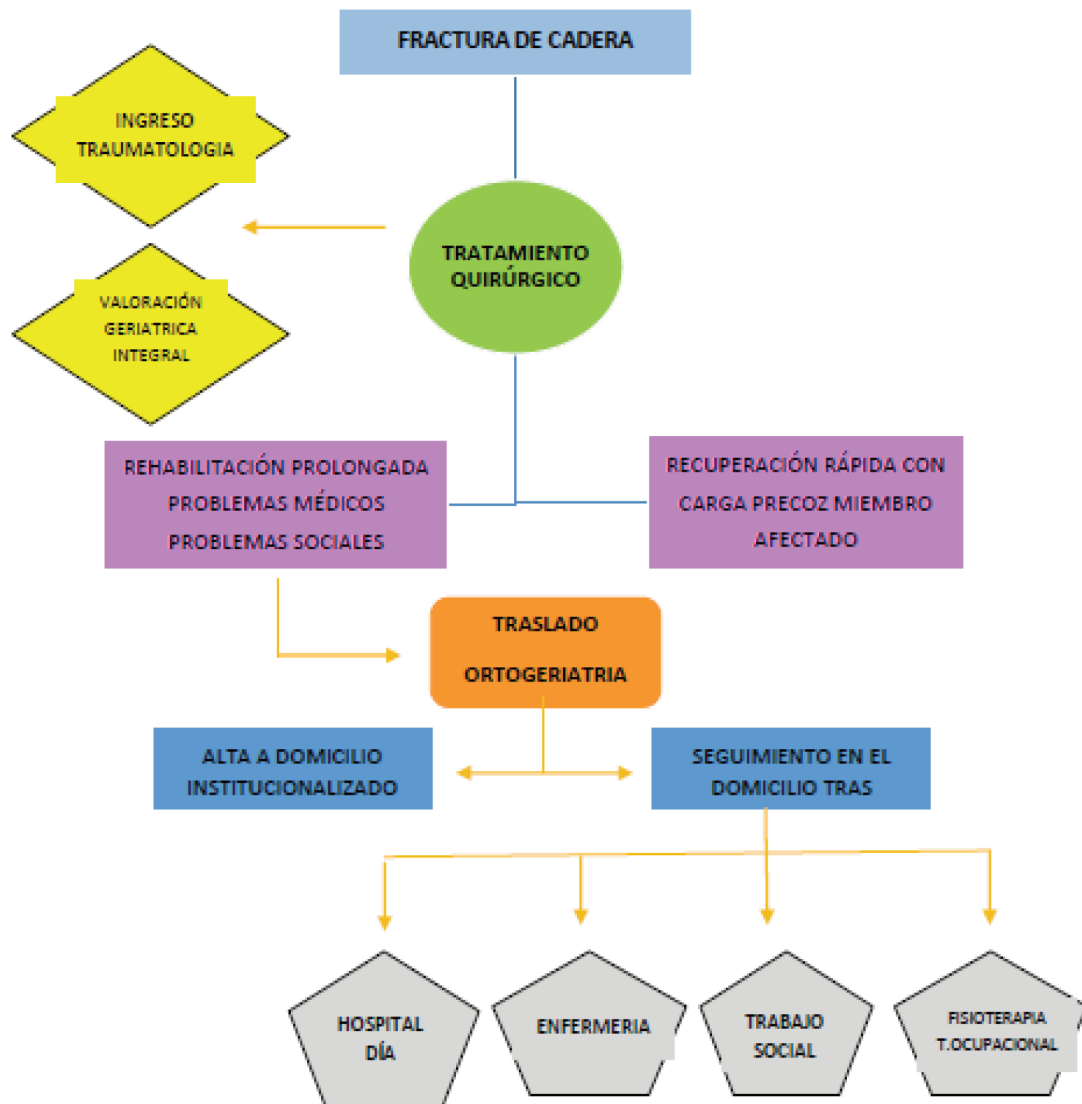 FRACTURA DE CADERA
INGRESO
TRAUMATOLOGIA
TRATAMIENTO
QUIRÚRGICO
VALORACIÓN
GERIATRICA
INTEGRAL
REHABILITACIÓN PROLONGADA
PROBLEMAS MÉDICOS
PROBLEMAS SOCIALES
RECUPERACIÓN RÁPIDA CON
CARGA PRECOZ MIEMBRO
AFECTADO
TRASLADO
ORTOGERIATRIA
ALTA A DOMICILIO
INSTITUCIONALIZADO
SEGUIMIENTO EN EL
DOMICILIO TRAS
HOSPITAL
DÍA
ENFERMERIA
TRABAJO
SOCIAL
FISIOTERAPIA
T.OCUPACIONAL